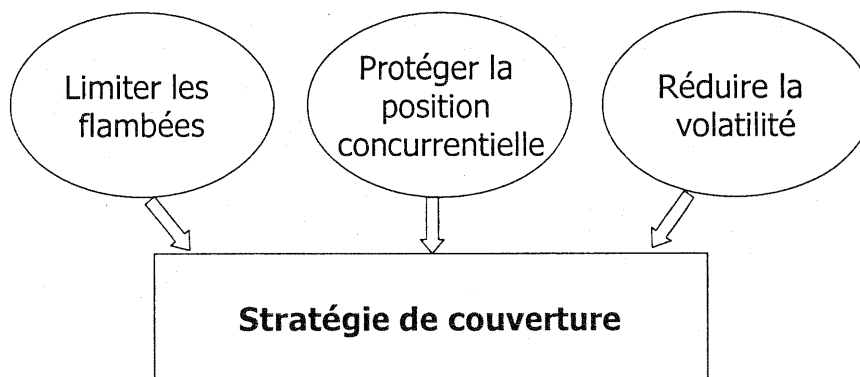 Limiter les
flambées
Protéger la
position
concurrentielle
Réduire la
volatilité
Stratégie de couverture